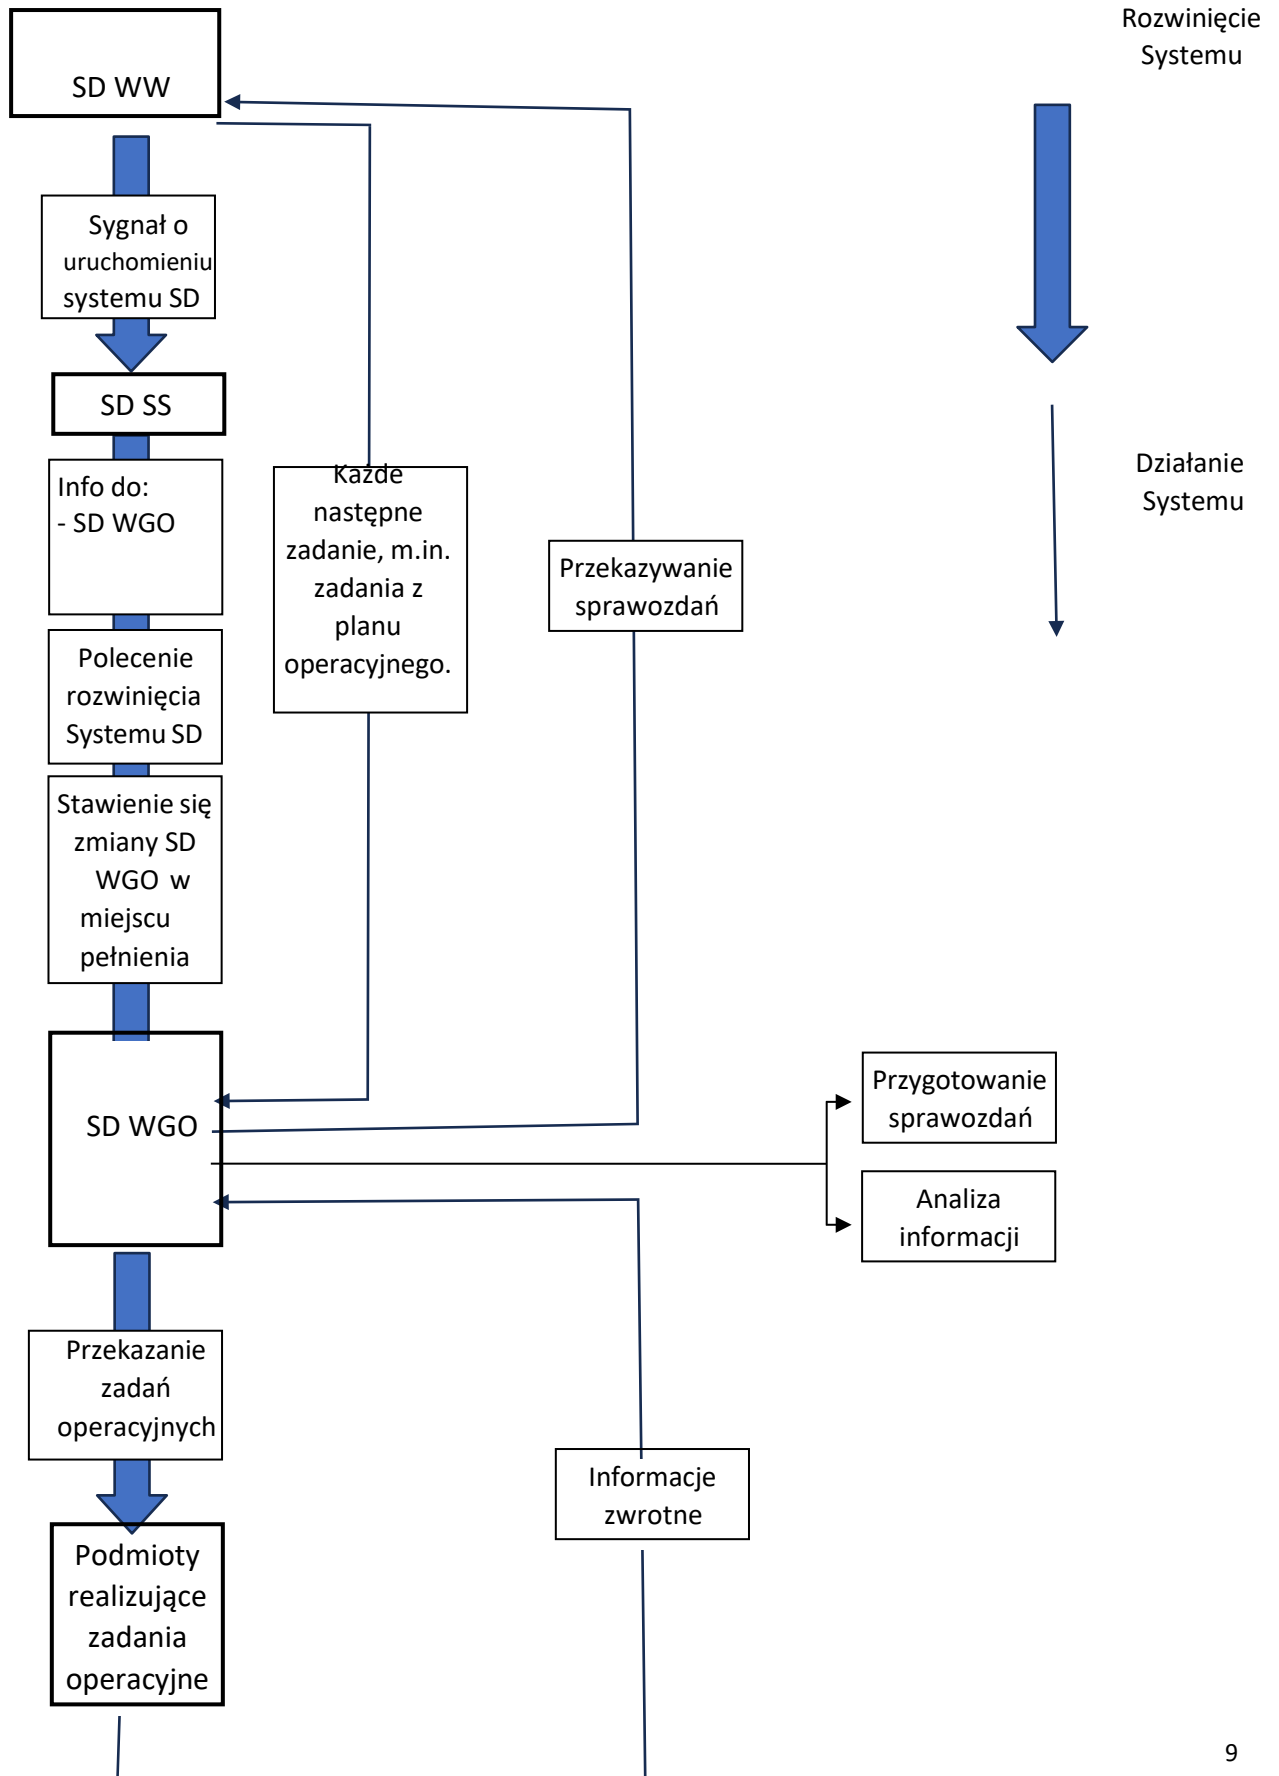 SD WW
Rozwinięcie
Systemu
Sygnał o
uruchomieniu
systemu SD
SD SS
Info do:
- SD WGO
Każde
następne
zadanie, m.in.
zadania z
planu
operacyjnego.
Przekazywanie
sprawozdań
Działanie
Systemu
Polecenie
rozwinięcia
Systemu SD
Stawienie się
zmiany SD
WGO w
miejscu
pełnienia
SD WGO
Przygotowanie
sprawozdań
Analiza
informacji
Przekazanie
zadań
operacyjnych
Informacje
zwrotne
Podmioty
realizujące
zadania
operacyjne
9